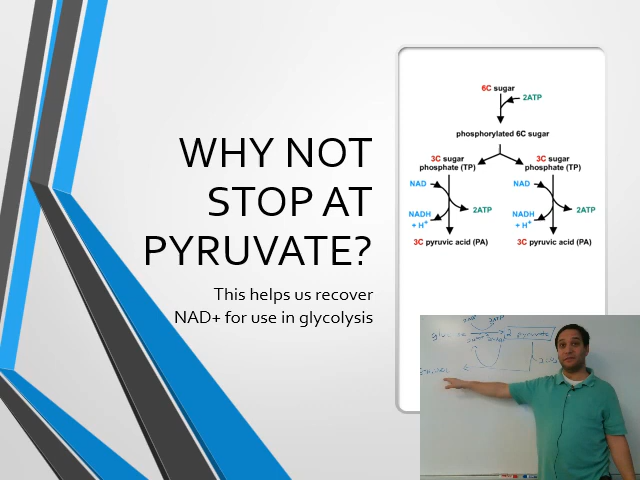 WHY NOT
STOP AT
PYRUVATE?
This helps us recover
NAD+ for use in glycolysis
6C sugar
2ATP
phosphorylated 6C sugar
3C sugar
phosphate (TP)
3C sugar
phosphate (TP)
NAD
2ATP
NADH
+ H+
NAD
2ATP
NADH
+ H+
3C pyruvic acid (PA)
3C pyruvic acid (PA)
2 pyruvate